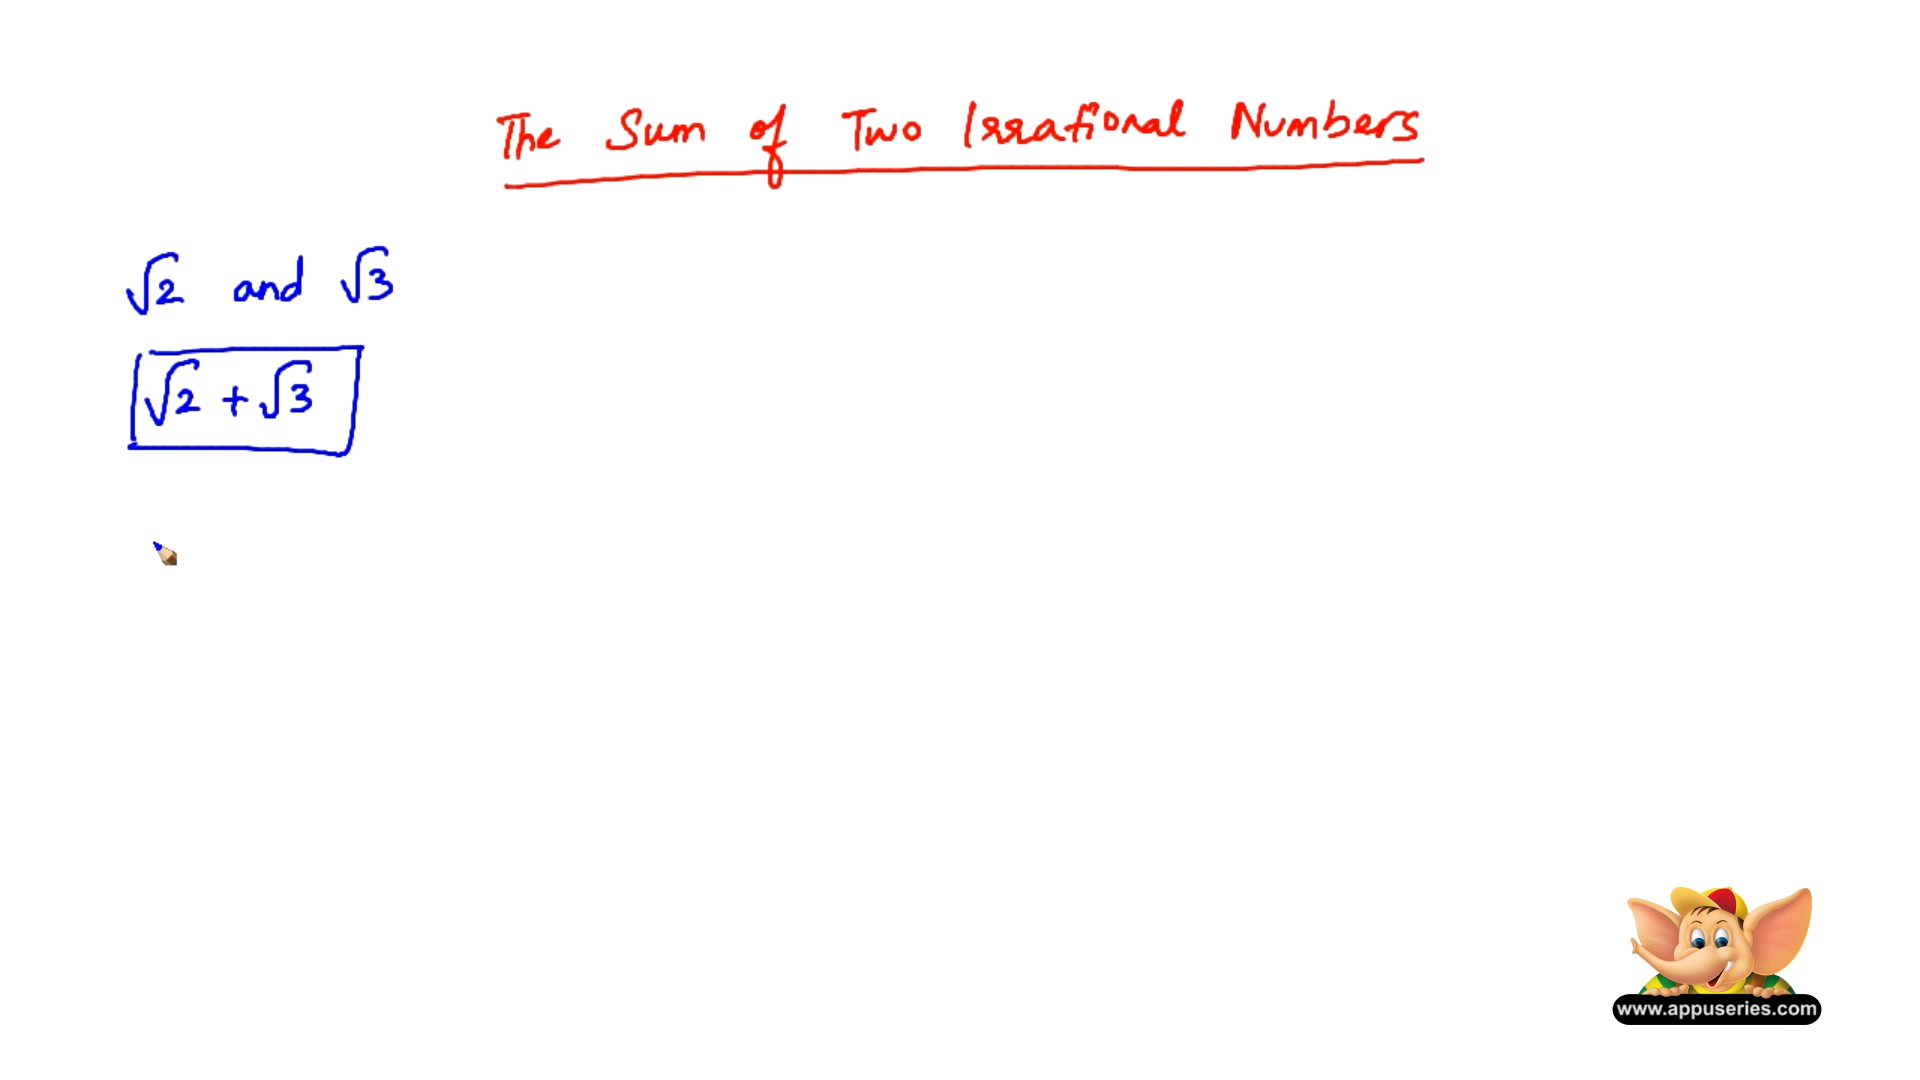 The Sum of Two Irrational Numbers
√2 and √3
√2 + √3
www.appuseries.com